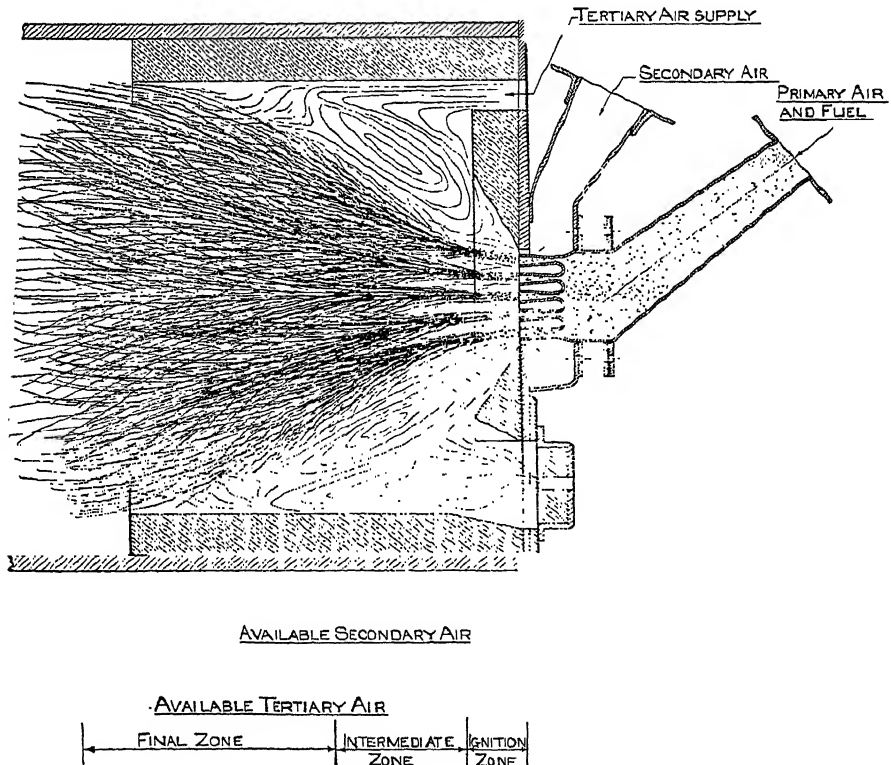 TERTIARY AIR SUPPLY
SECONDARY AIR
PRIMARY AIR
AND FUEL
AVAILABLE SECONDARY AIR
AVAILABLE TERTIARY AIR
FINAL ZONE
INTERMEDIATE
ZONE
IGNITION
ZONE